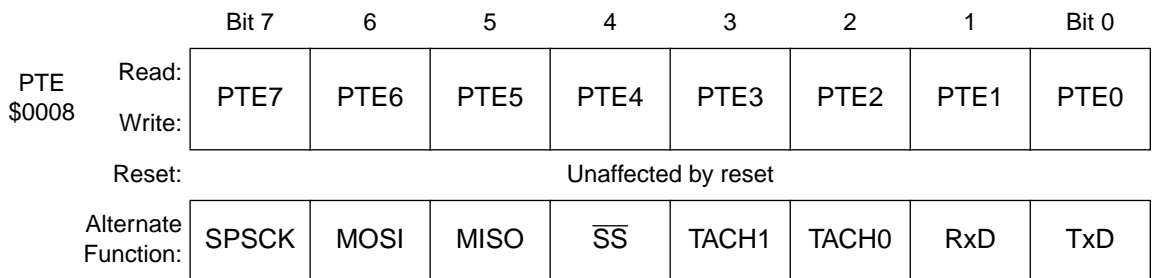 Bit 7 6 5 4 3 2 1 Bit 0
PTE
$0008
Read:
Write:
PTE7 PTE6 PTE5 PTE4 PTE3 PTE2 PTE1 PTE0
Reset: Unaffected by reset
Alternate
Function:
SPSCK MOSI MISO S̅S̅ TACH1 TACH0 RxD TxD